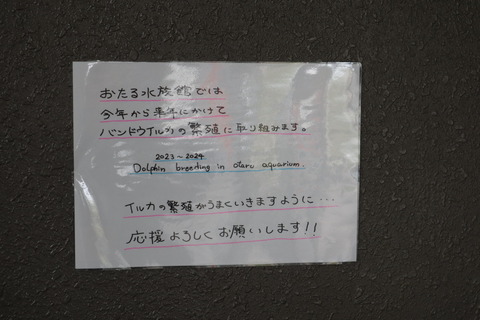 おたる水族館では
今年から来年にかけて
バンドウイルカの繁殖に取り組みます。
2023～2024
Dolphin breeding in otaru aquarium.
イルカの繁殖がうまくいきますように…
応援よろしくお願いします!!